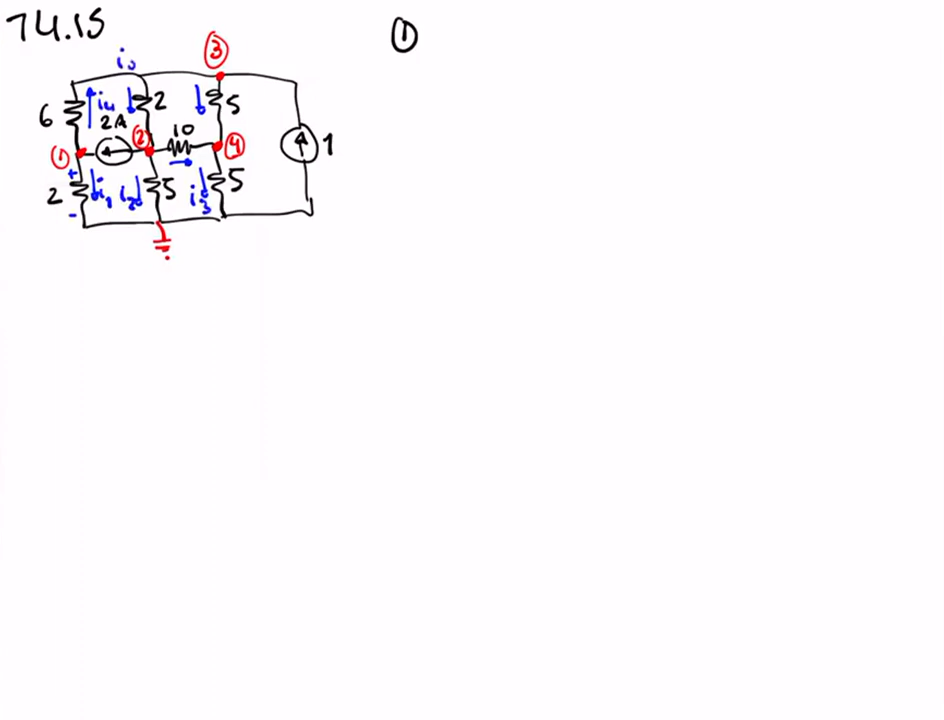 74.15
①
i₀
③
6
i₄
2
5
2A
②
10
①
④
1
+
2
i₁
i₂
5
i₃
5
-